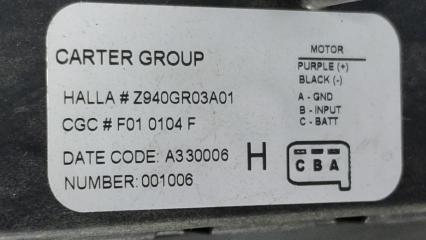 CARTER GROUP
HALLA # Z940GR03A01
CGC # F01 0104 F
DATE CODE: A330006
NUMBER: 001006
H
MOTOR
PURPLE (+)
BLACK (-)
A - GND
B - INPUT
C - BATT
C B A